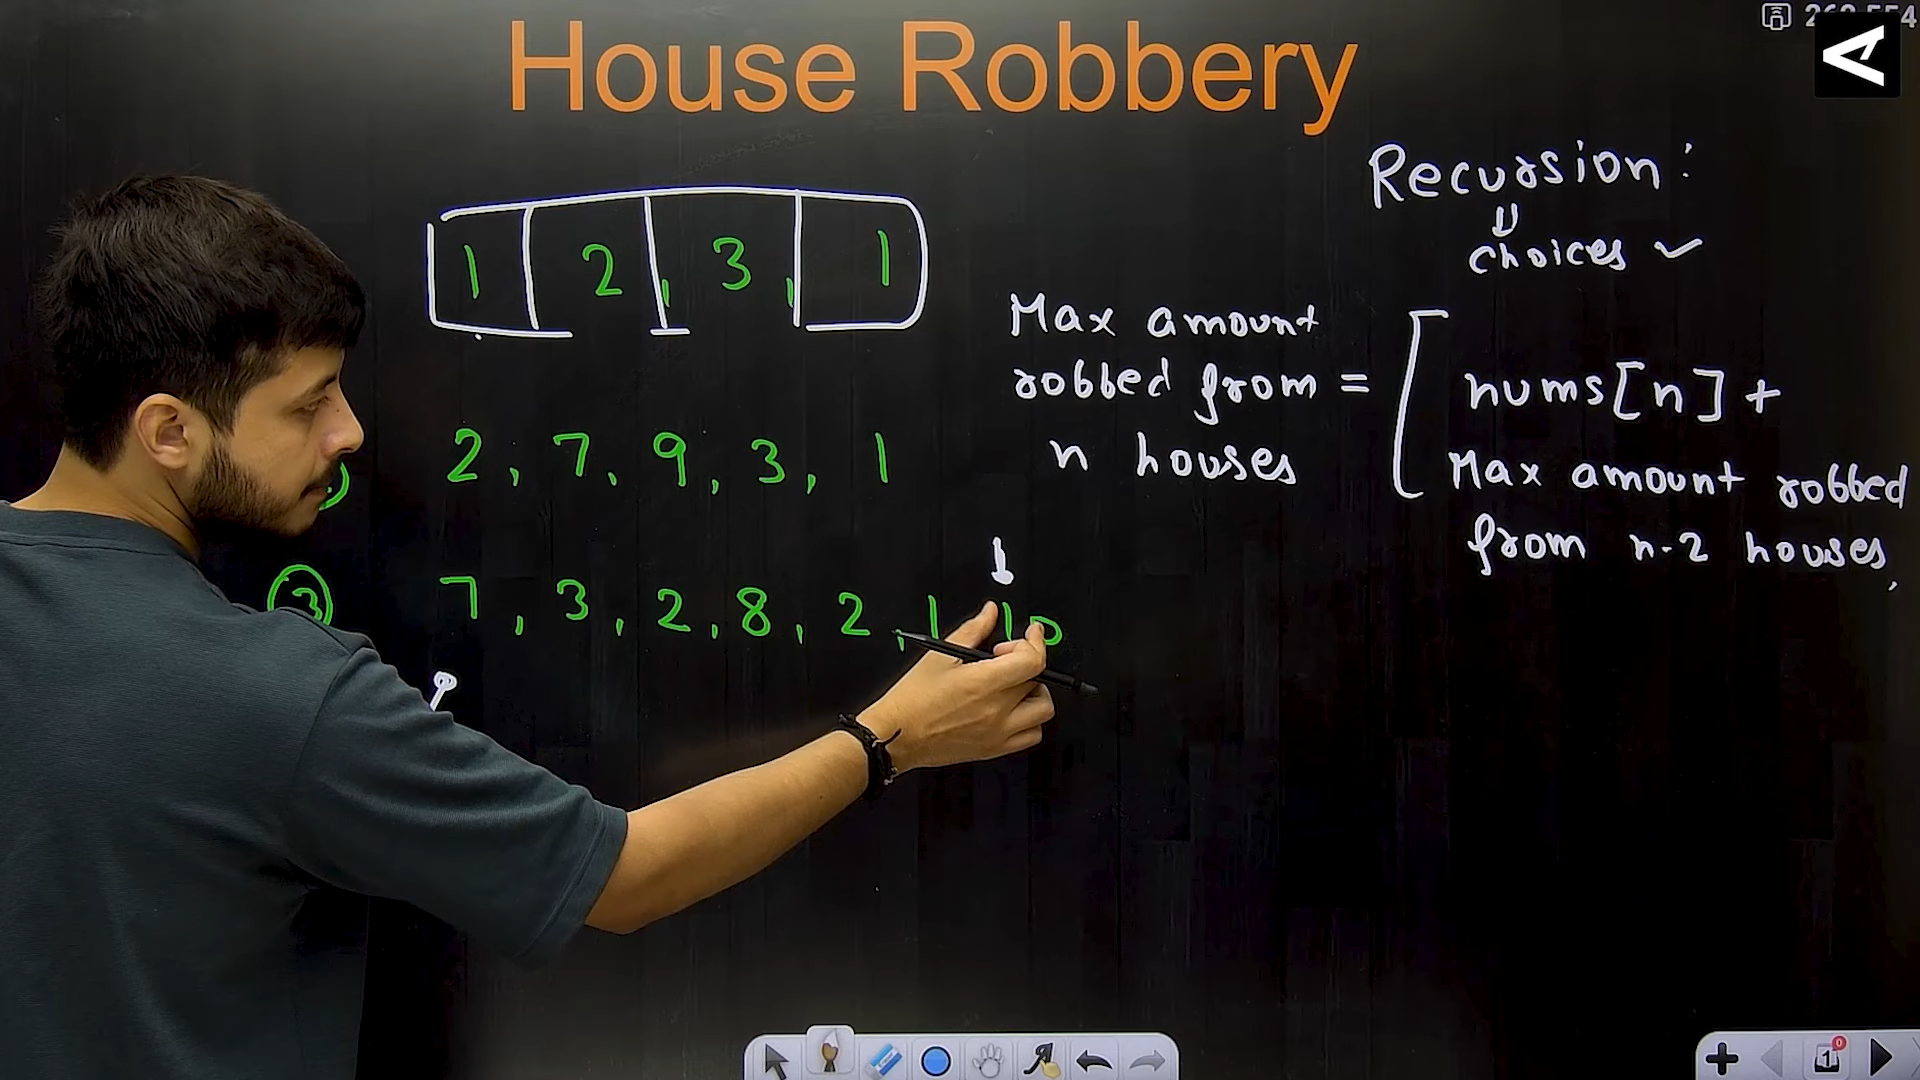 House Robbery
Recursion:
choices ✓
1 2, 3, 1
Max amount
robbed from =
n houses
[ nums[n] +
Max amount robbed
from n-2 houses,
2, 7, 9, 3, 1
3 7, 3, 2, 8, 2, 1 10